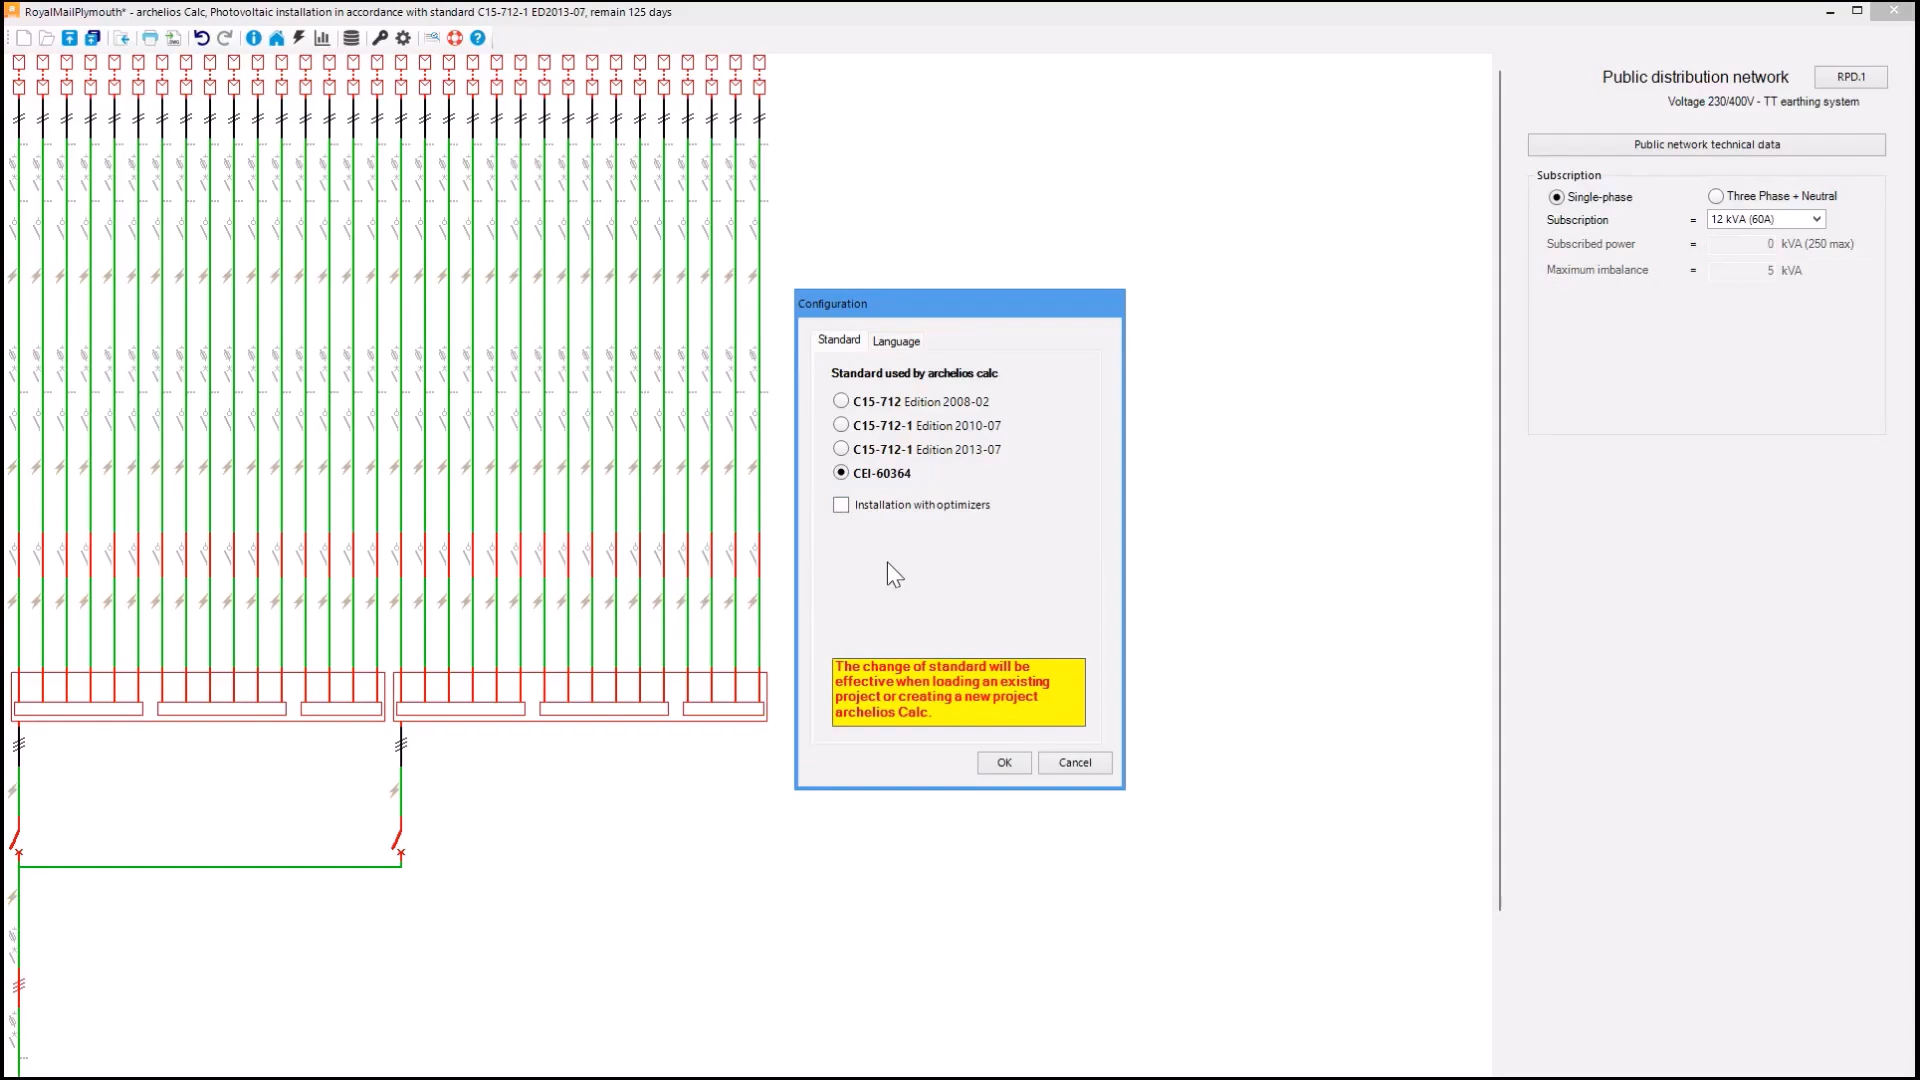 RoyalMailPlymouth* - archelios Calc, Photovoltaic installation in accordance with standard C15-712-1 ED2013-07, remain 125 days
Public distribution network
RPD.1
Voltage 230/400V - TT earthing system
Public network technical data
Subscription
Single-phase
Three Phase + Neutral
Subscription = 12 kVA (60A)
Subscribed power = 0 kVA (250 max)
Maximum imbalance = 5 kVA
Configuration
Standard Language
Standard used by archelios calc
C15-712 Edition 2008-02
C15-712-1 Edition 2010-07
C15-712-1 Edition 2013-07
CEI-60364
Installation with optimizers
The change of standard will be
effective when loading an existing
project or creating a new project
archelios Calc.
OK Cancel